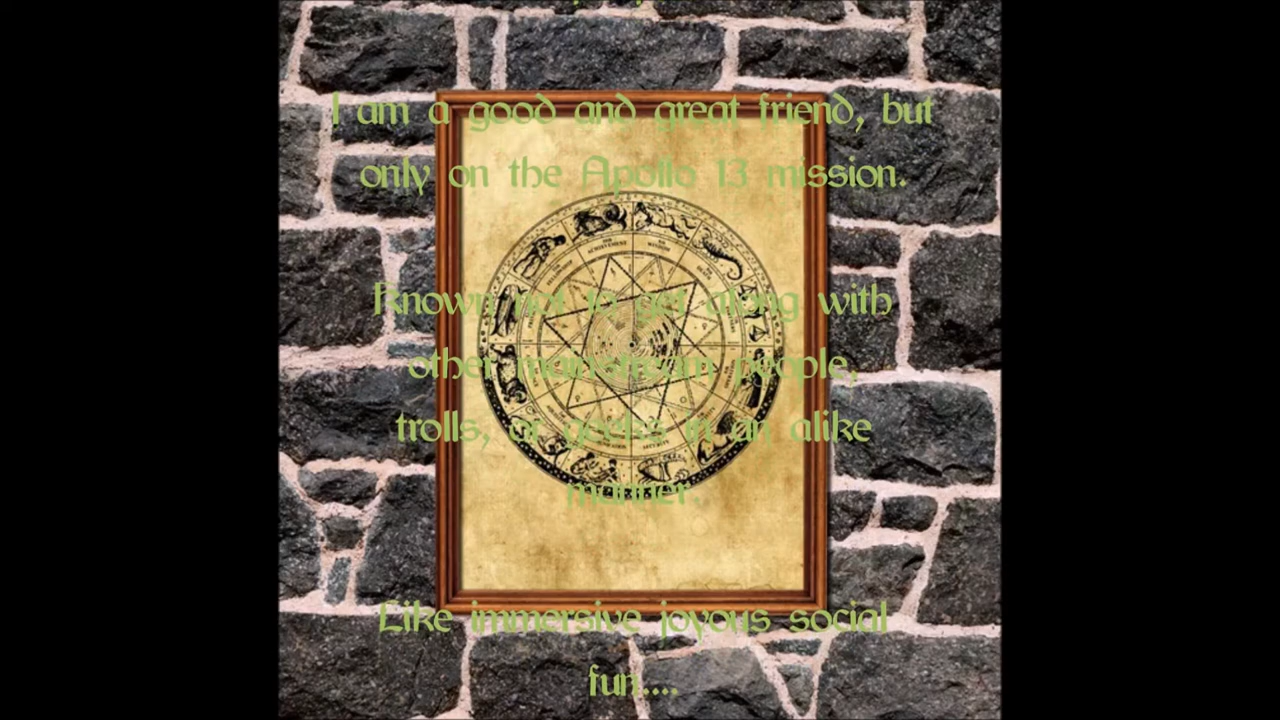 I am a good and great friend, but
only on the Apollo 13 mission.
Known not to get along with
other mainstream people,
trolls, or geeks in an alike
manner.
Like immersive joyous social
fun....